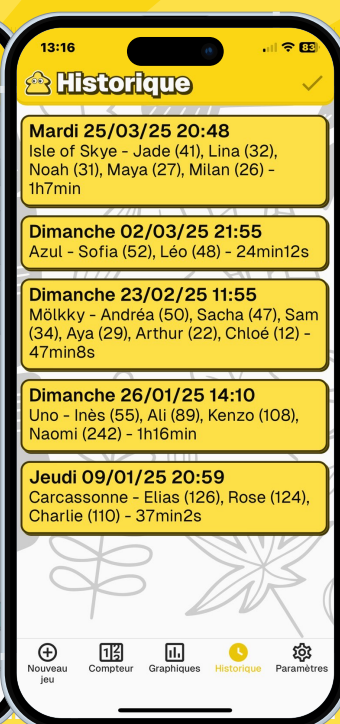 13:16
83
Historique
Mardi 25/03/25 20:48
Isle of Skye - Jade (41), Lina (32),
Noah (31), Maya (27), Milan (26) -
1h7min
Dimanche 02/03/25 21:55
Azul - Sofia (52), Léo (48) - 24min12s
Dimanche 23/02/25 11:55
Mölkky - Andréa (50), Sacha (47), Sam
(34), Aya (29), Arthur (22), Chloé (12) -
47min8s
Dimanche 26/01/25 14:10
Uno - Inès (55), Ali (89), Kenzo (108),
Naomi (242) - 1h16min
Jeudi 09/01/25 20:59
Carcassonne - Elias (126), Rose (124),
Charlie (110) - 37min2s
Nouveau
jeu
Compteur
Graphiques
Historique
Paramètres